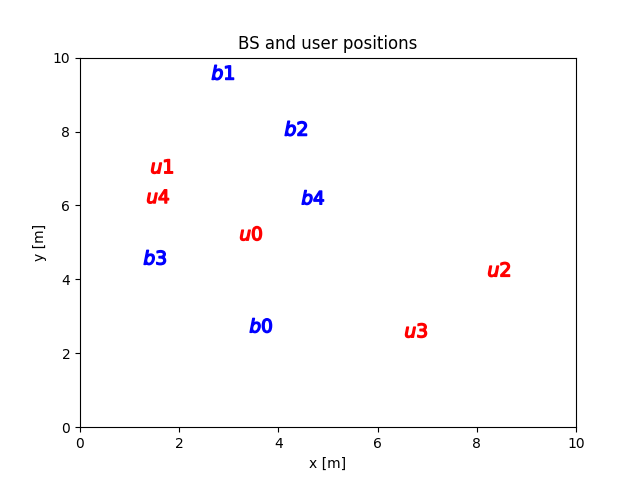 BS and user positions
10
b1
b2
8
u1
u4
b4
6
u0
b3
u2
4
b0
u3
2
0
0 2 4 6 8 10
y [m]
x [m]